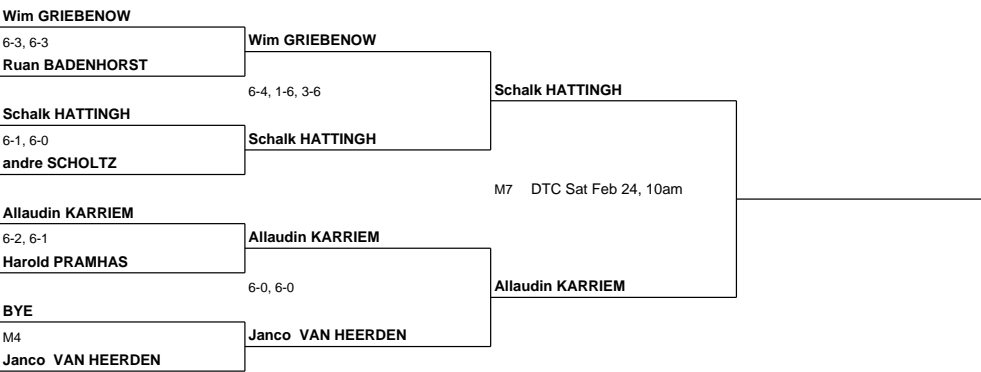 Wim GRIEBENOW
6-3, 6-3
Wim GRIEBENOW
Ruan BADENHORST
6-4, 1-6, 3-6
Schalk HATTINGH
Schalk HATTINGH
6-1, 6-0
Schalk HATTINGH
andre SCHOLTZ
M7 DTC Sat Feb 24, 10am
Allaudin KARRIEM
6-2, 6-1
Allaudin KARRIEM
Harold PRAMHAS
6-0, 6-0
Allaudin KARRIEM
BYE
M4
Janco VAN HEERDEN
Janco VAN HEERDEN